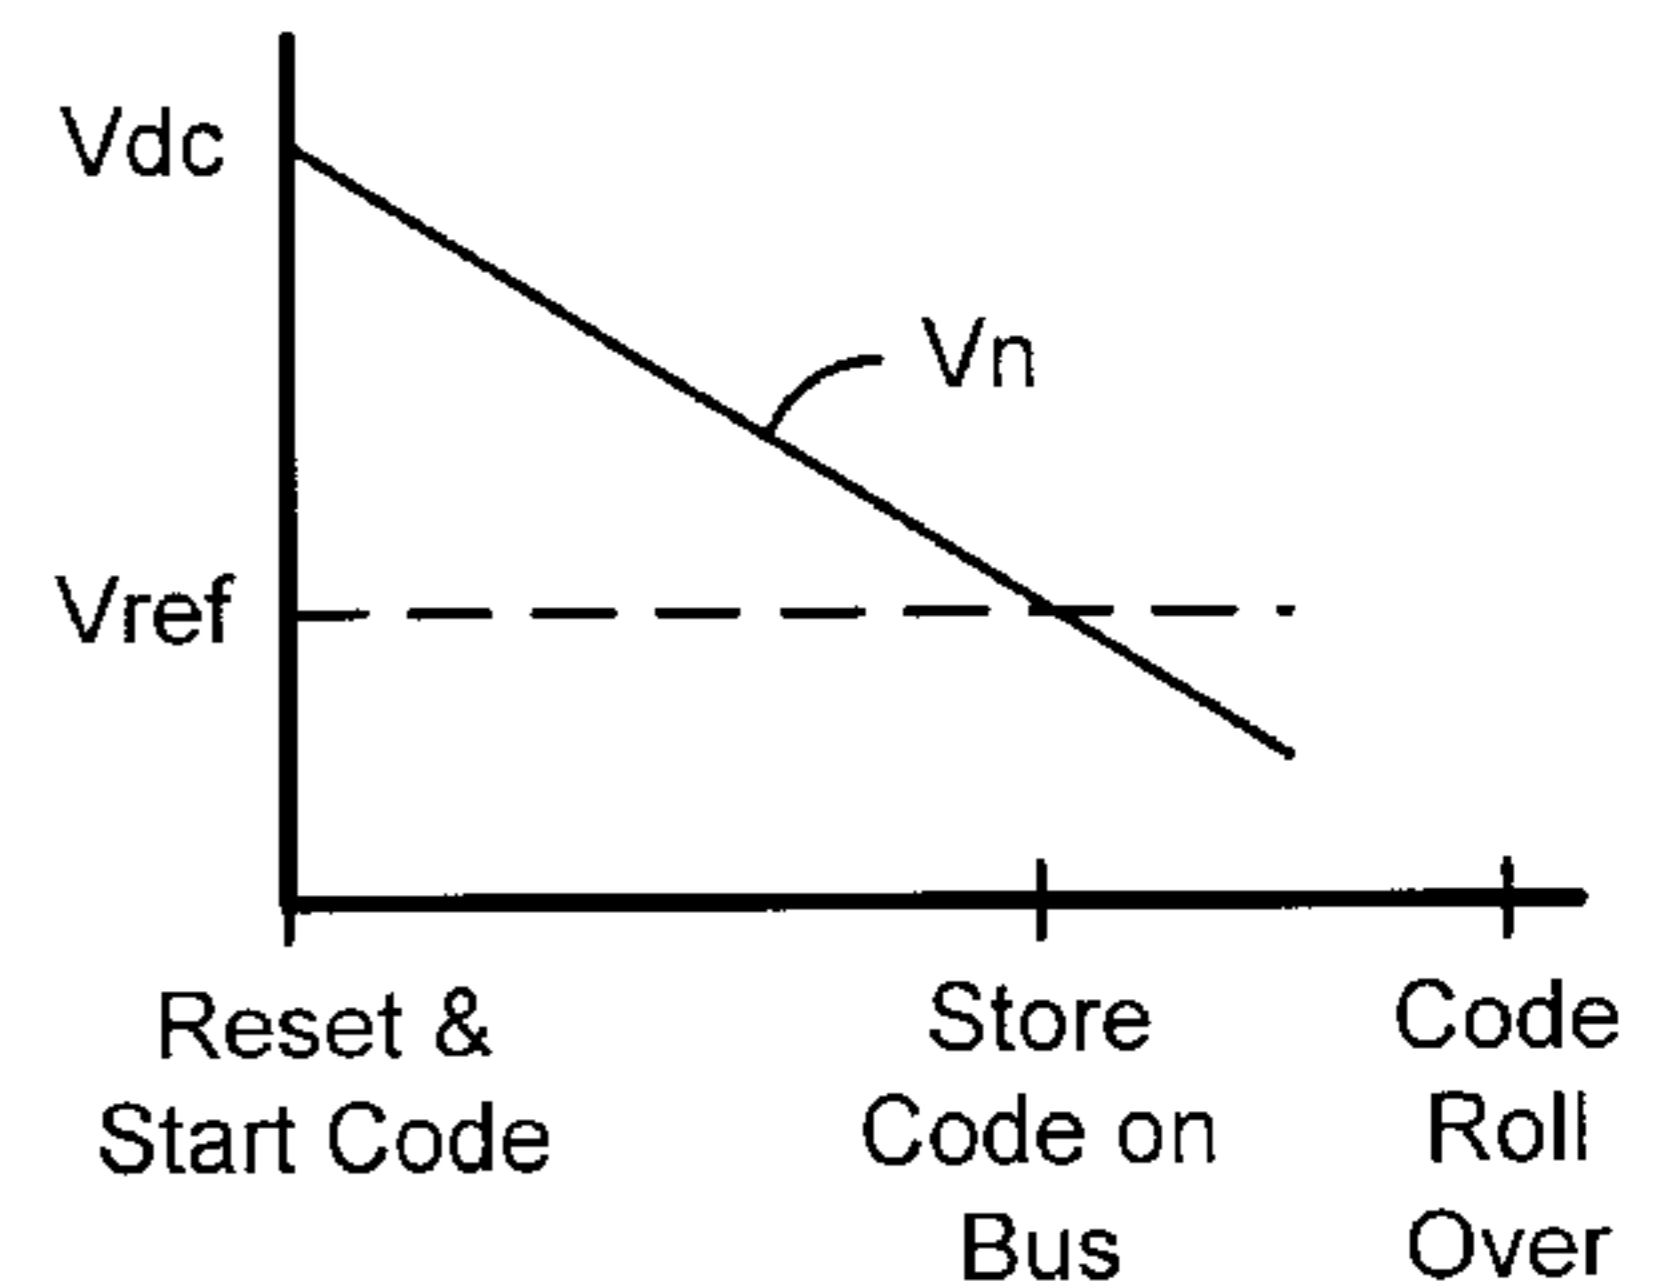 Vdc
Vn
Vref
Reset &
Start Code
Store
Code on
Bus
Code
Roll
Over